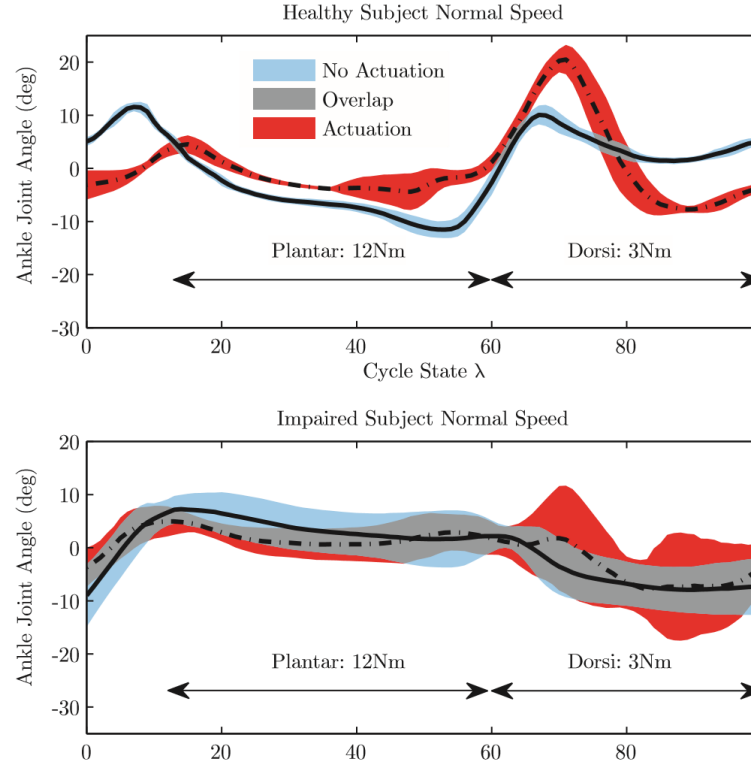 Healthy Subject Normal Speed
Ankle Joint Angle (deg)
20
10
0
-10
-20
-30
No Actuation
Overlap
Actuation
Plantar: 12Nm
Dorsi: 3Nm
0
20
40
60
80
Cycle State λ
Impaired Subject Normal Speed
Ankle Joint Angle (deg)
20
10
0
-10
-20
-30
Plantar: 12Nm
Dorsi: 3Nm
0
20
40
60
80